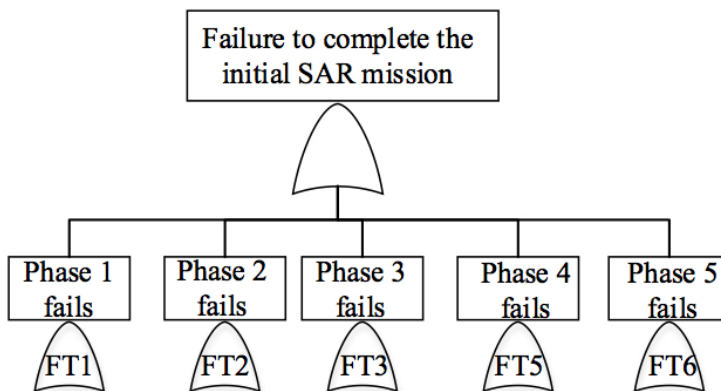 Failure to complete the
initial SAR mission
Phase 1
fails
Phase 2
fails
Phase 3
fails
Phase 4
fails
Phase 5
fails
FT1
FT2
FT3
FT5
FT6